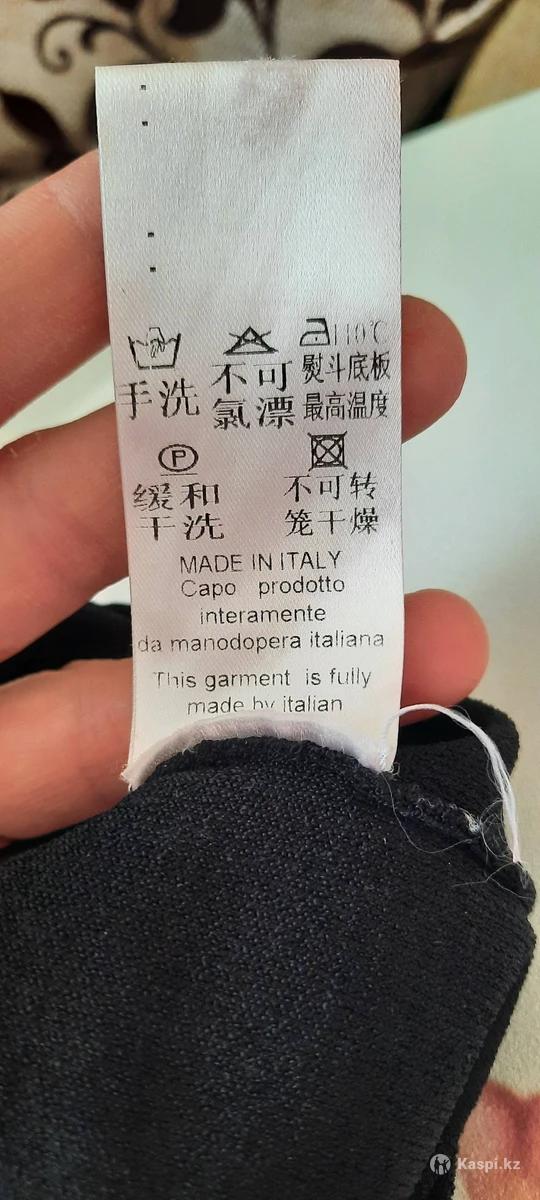 110℃
手洗
不可
氯漂
熨斗底板
最高温度
P
缓和
干洗
不可转
笼干燥
MADE IN ITALY
Capo prodotto
interamente
da manodopera italiana
This garment is fully
made by italian
Kaspi.kz